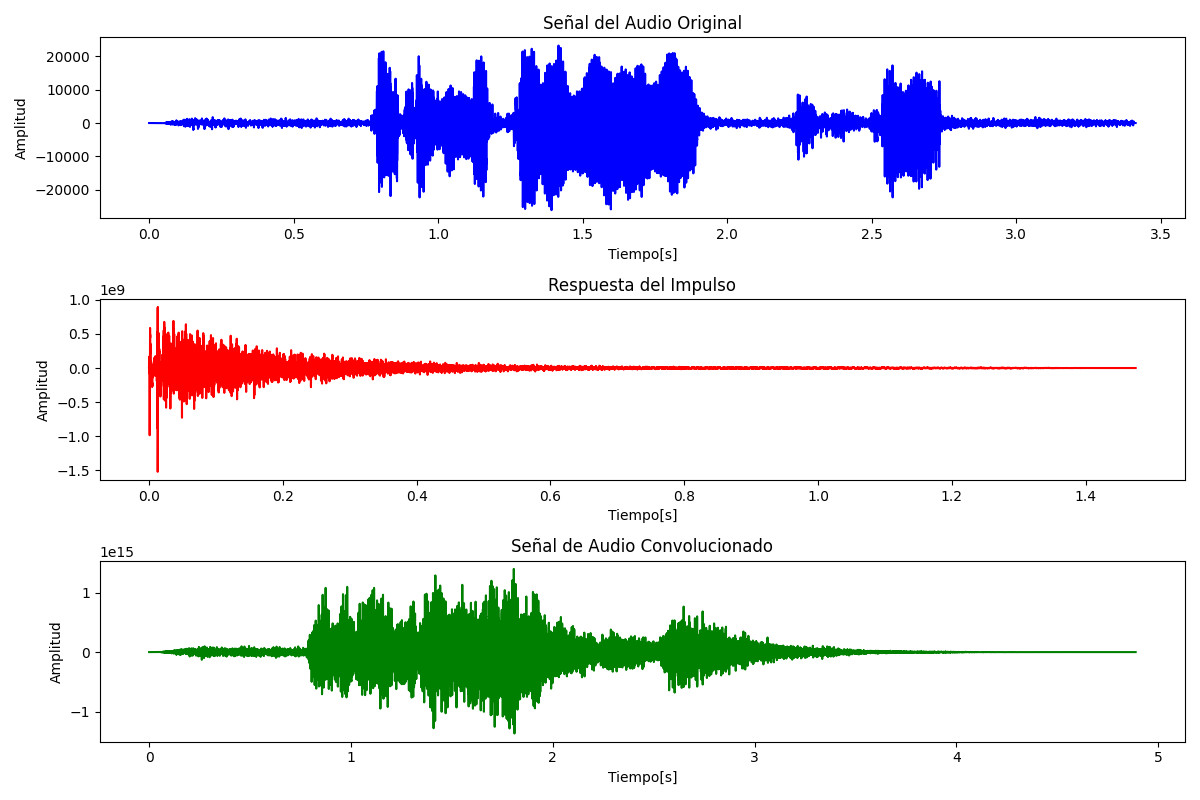 Señal del Audio Original
20000
10000
0
−10000
−20000
Amplitud
0.0 0.5 1.0 1.5 2.0 2.5 3.0 3.5
Tiempo[s]
Respuesta del Impulso
1e9
1.0
0.5
0.0
−0.5
−1.0
−1.5
Amplitud
0.0 0.2 0.4 0.6 0.8 1.0 1.2 1.4
Tiempo[s]
Señal de Audio Convolucionado
1e15
1
0
−1
Amplitud
0 1 2 3 4 5
Tiempo[s]